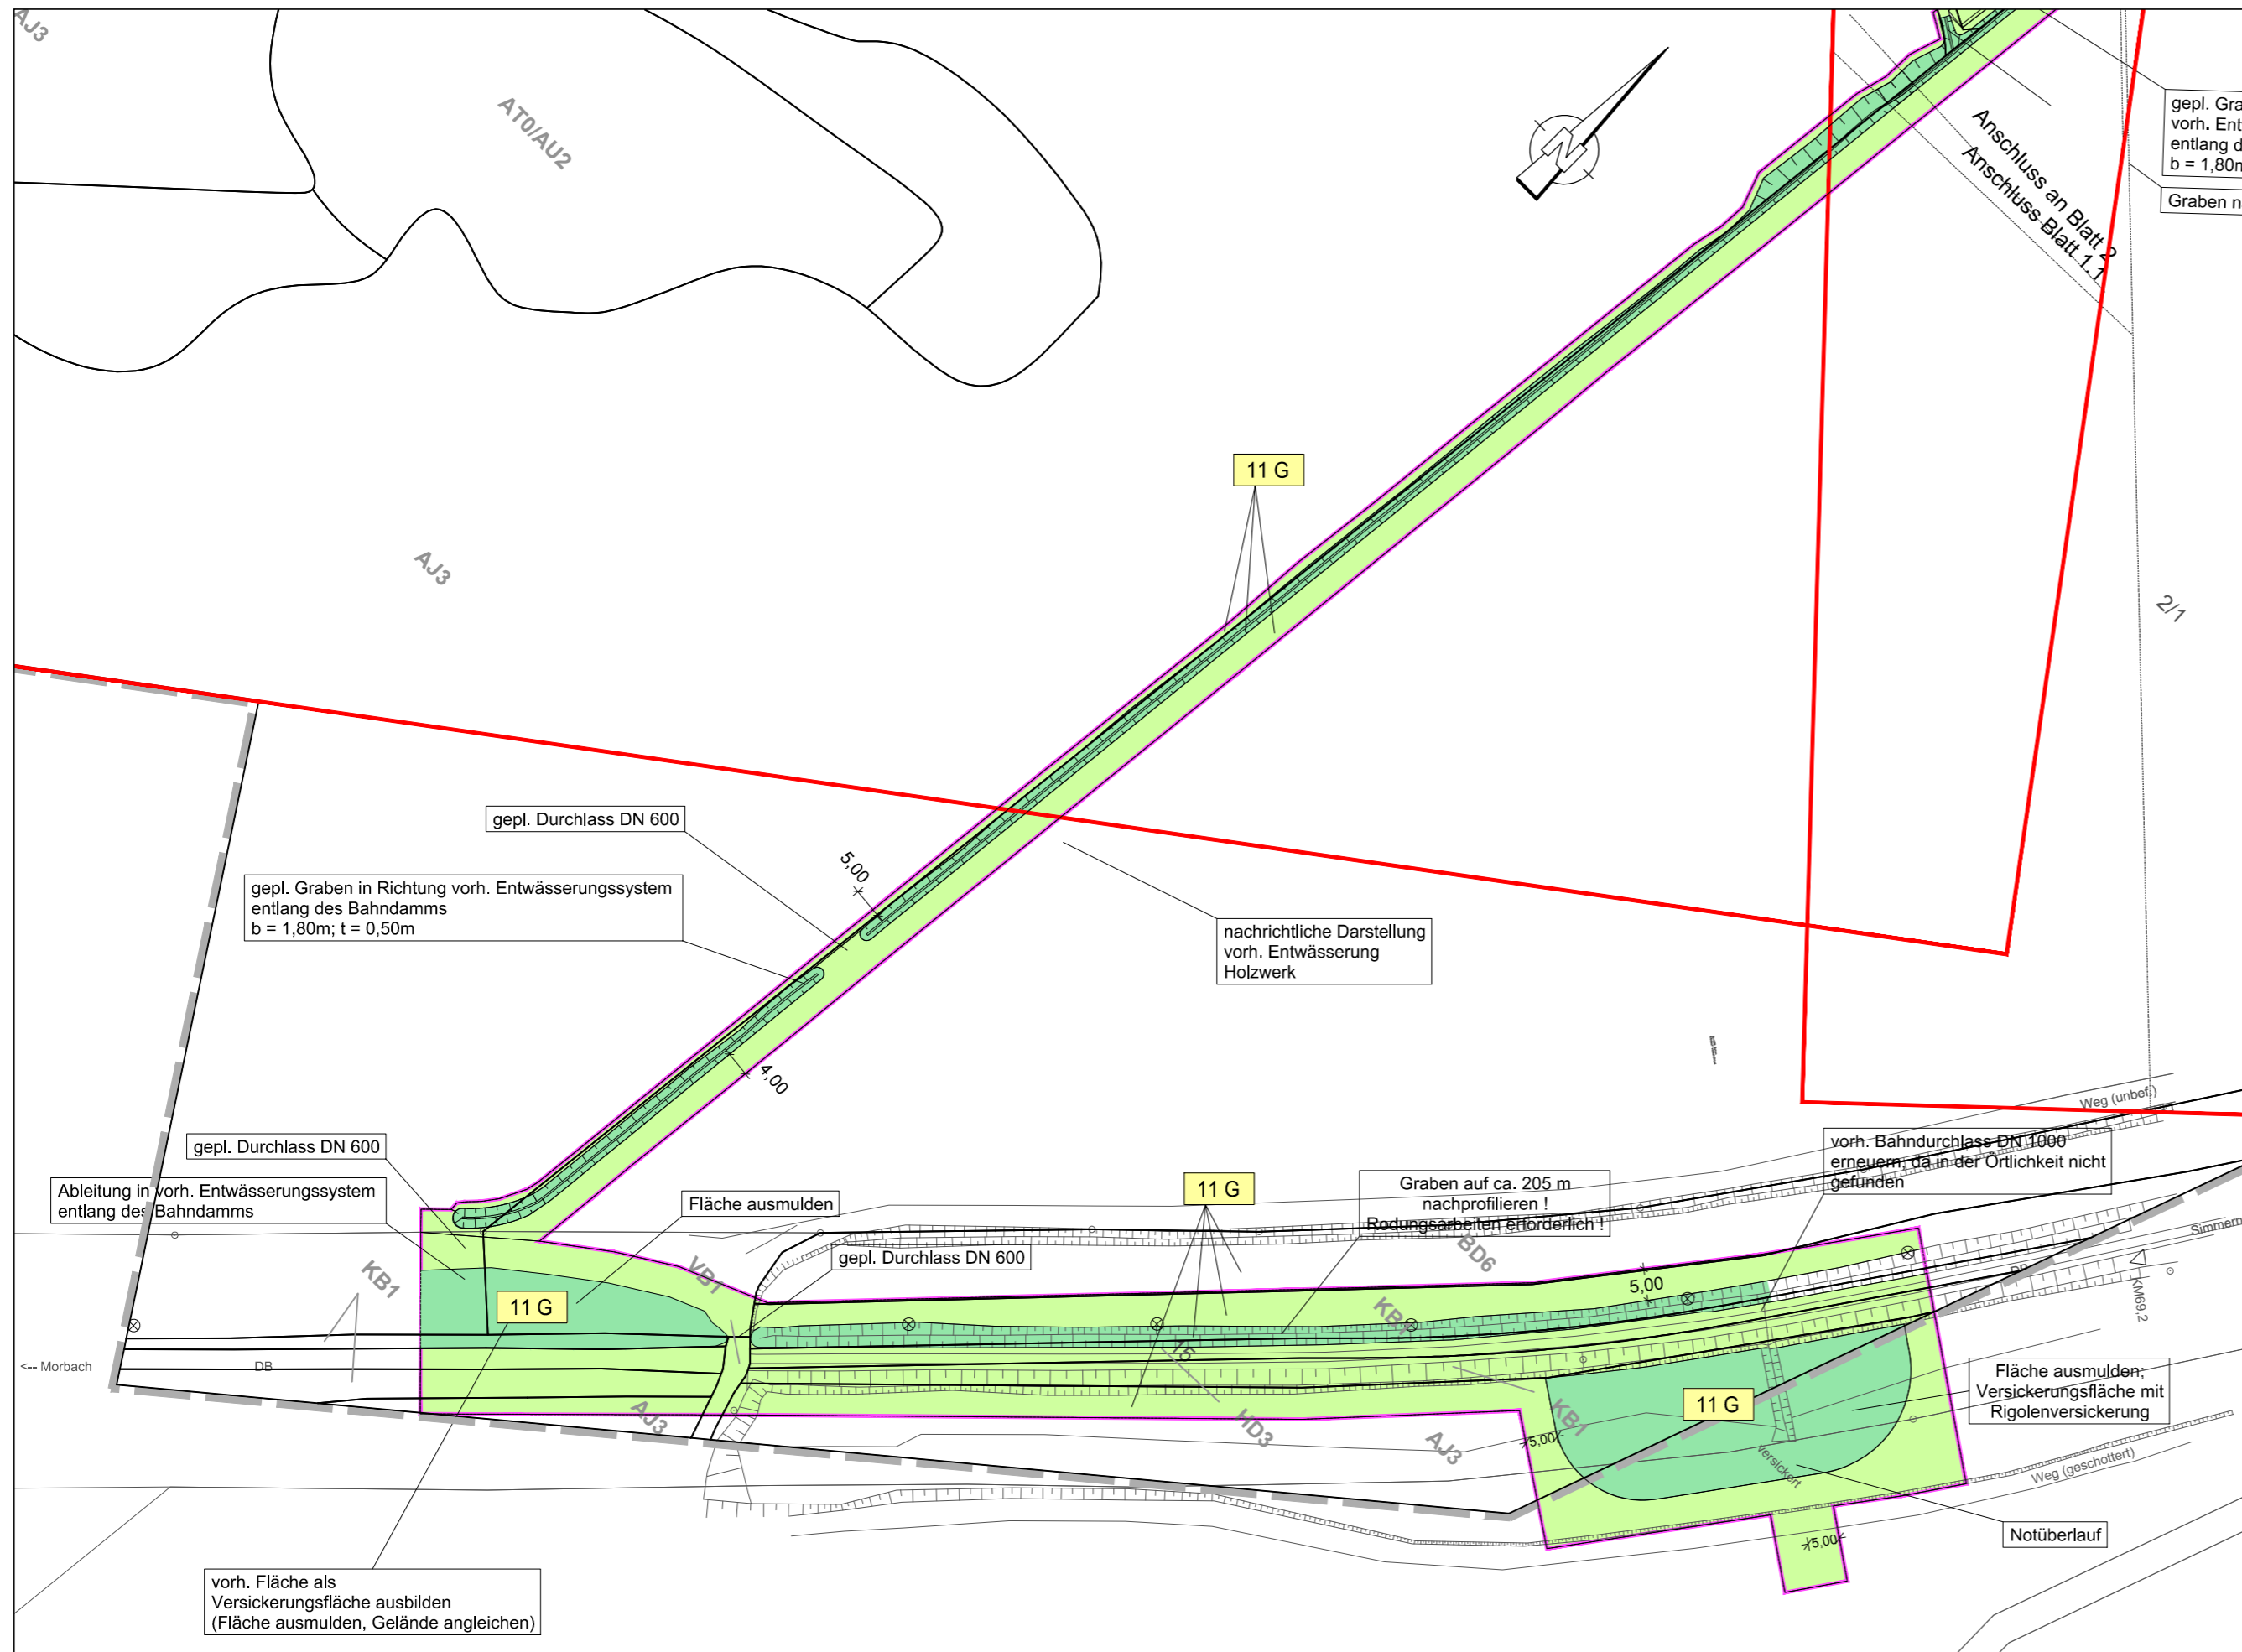 AJ3
AT0/AU2
N
Anschluss an Blatt 2
Anschluss Blatt 1.1
gepl. Gra
vorh. Ent
entlang d
b = 1,80m
Graben n
11 G
AJ3
2/1
gepl. Durchlass DN 600
5,00
gepl. Graben in Richtung vorh. Entwässerungssystem
entlang des Bahndamms
b = 1,80m; t = 0,50m
nachrichtliche Darstellung
vorh. Entwässerung
Holzwerk
4,00
Weg (unbef.)
gepl. Durchlass DN 600
vorh. Bahndurchlass DN 1000
erneuern, da in der Örtlichkeit nicht
gefunden
Ableitung in vorh. Entwässerungssystem
entlang des Bahndamms
Fläche ausmulden
11 G
Graben auf ca. 205 m
nachprofilieren !
Rodungsarbeiten erforderlich !
gepl. Durchlass DN 600
BD6
Simmern
KB1
VB1
5,00
DB
KM69,2
11 G
KB1
<-- Morbach
DB
15
Fläche ausmulden;
Versickerungsfläche mit
Rigolenversickerung
11 G
AJ3
HD3
AJ3
KB1
5,00
versickert
Weg (geschottert)
Notüberlauf
5,00
vorh. Fläche als
Versickerungsfläche ausbilden
(Fläche ausmulden, Gelände angleichen)